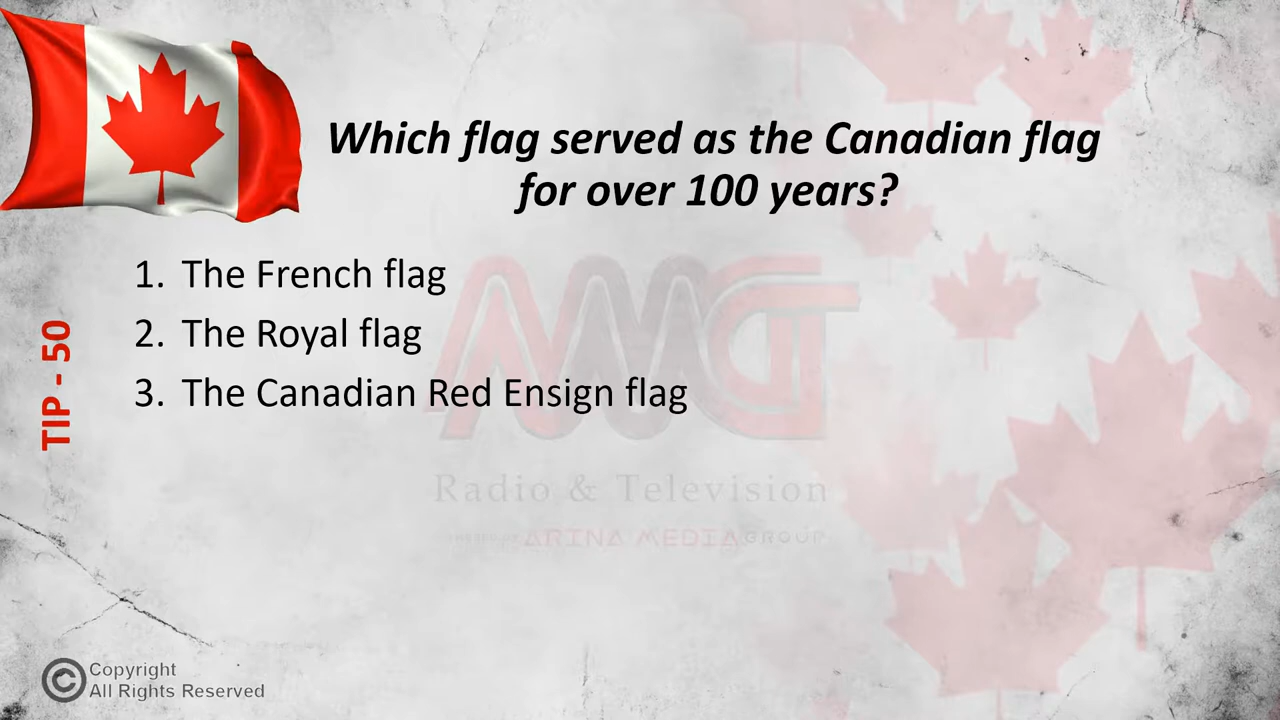 Which flag served as the Canadian flag
for over 100 years?
1. The French flag
2. The Royal flag
3. The Canadian Red Ensign flag
TIP - 50
AMG
Radio & Television
ARINA MEDIA GROUP
© Copyright
All Rights Reserved